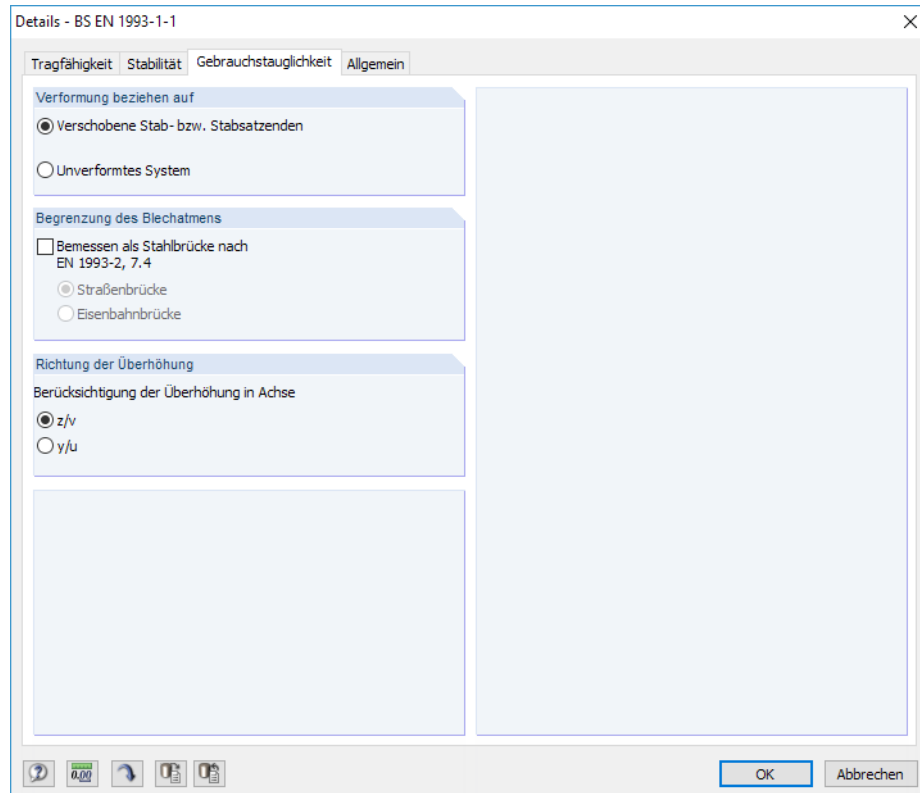 Details - BS EN 1993-1-1
Tragfähigkeit Stabilität Gebrauchstauglichkeit Allgemein
Verformung beziehen auf
Verschobene Stab- bzw. Stabsatzenden
Unverformtes System
Begrenzung des Blechatmens
Bemessen als Stahlbrücke nach
EN 1993-2, 7.4
Straßenbrücke
Eisenbahnbrücke
Richtung der Überhöhung
Berücksichtigung der Überhöhung in Achse
z/v
y/u
0.00
OK Abbrechen